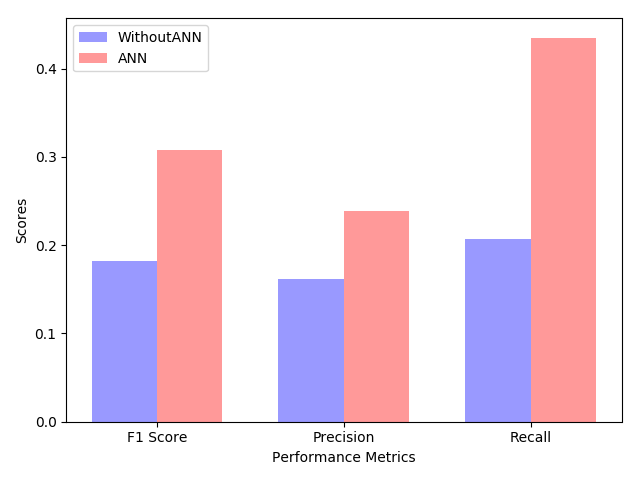 WithoutANN
ANN
0.4
0.3
0.2
0.1
0.0
Scores
F1 Score
Precision
Recall
Performance Metrics